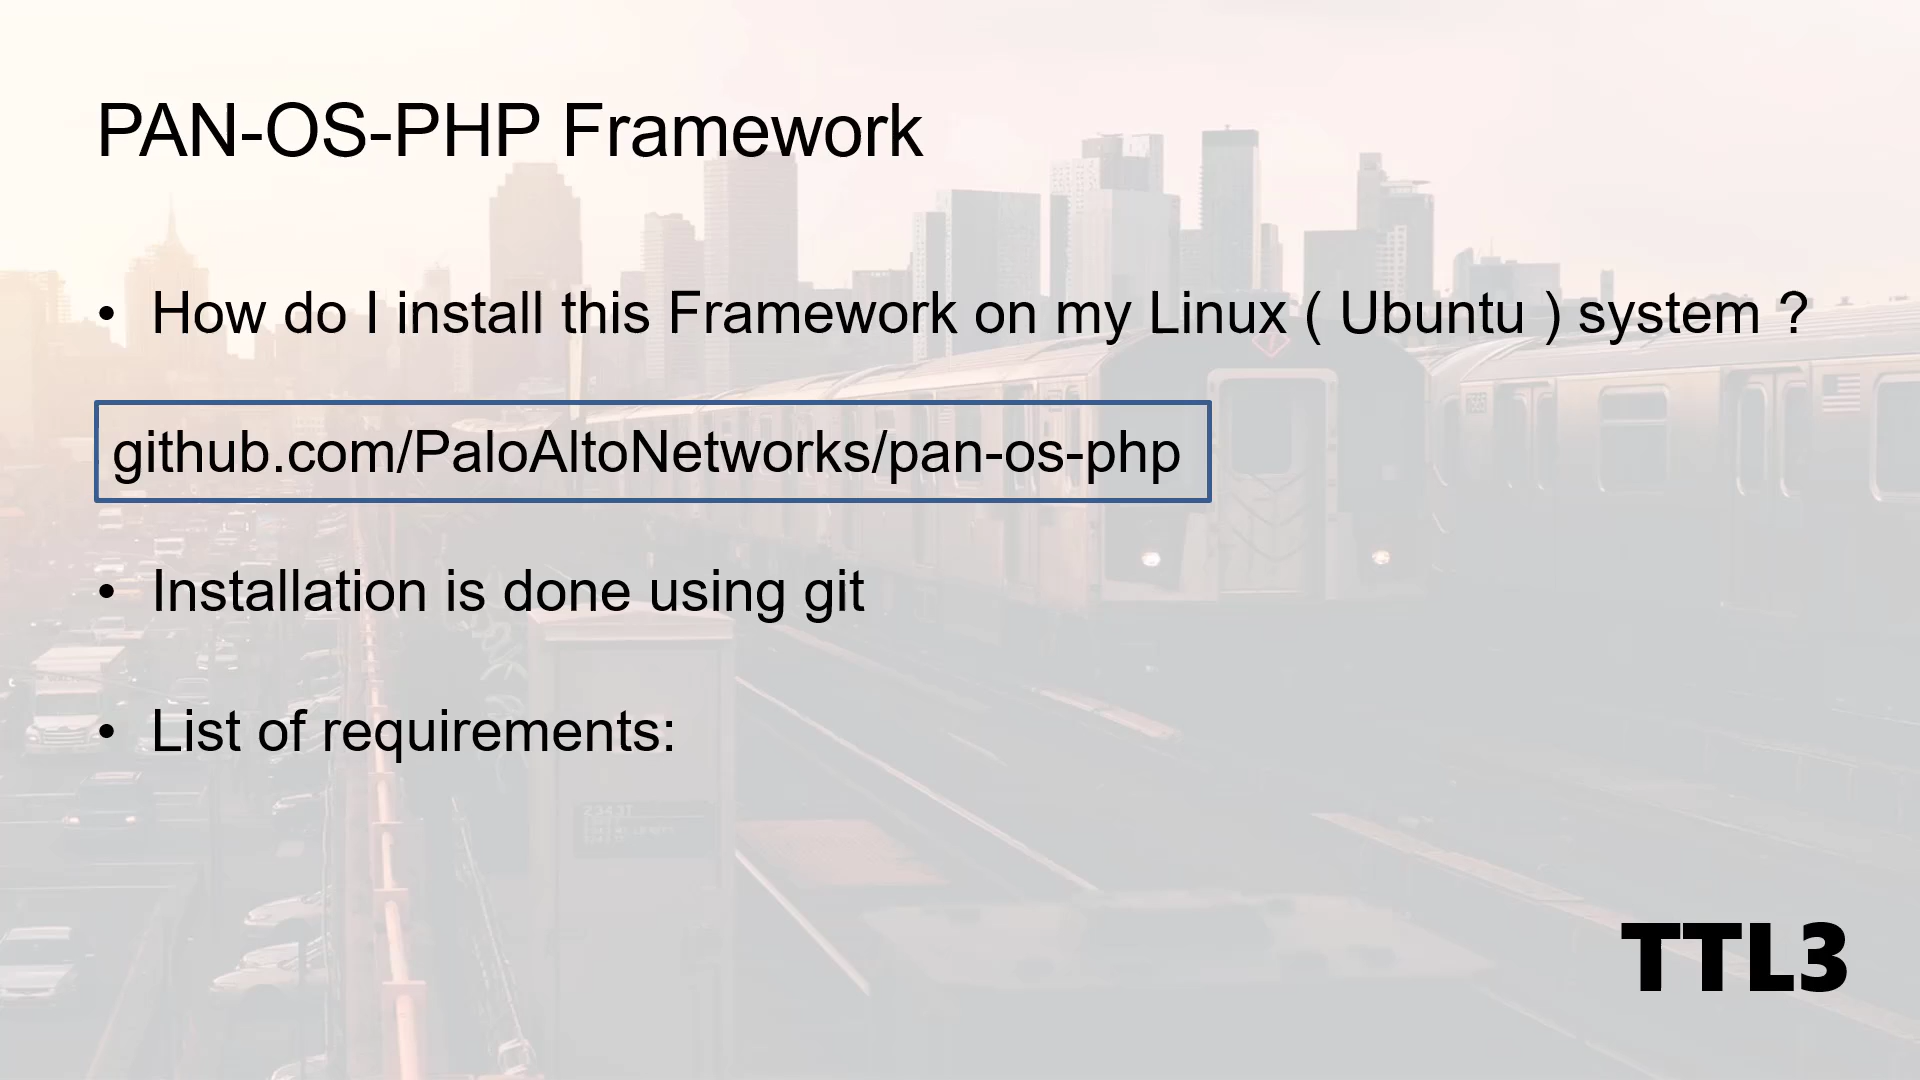 PAN-OS-PHP Framework
• How do I install this Framework on my Linux ( Ubuntu ) system ?
github.com/PaloAltoNetworks/pan-os-php
• Installation is done using git
• List of requirements:
TTL3